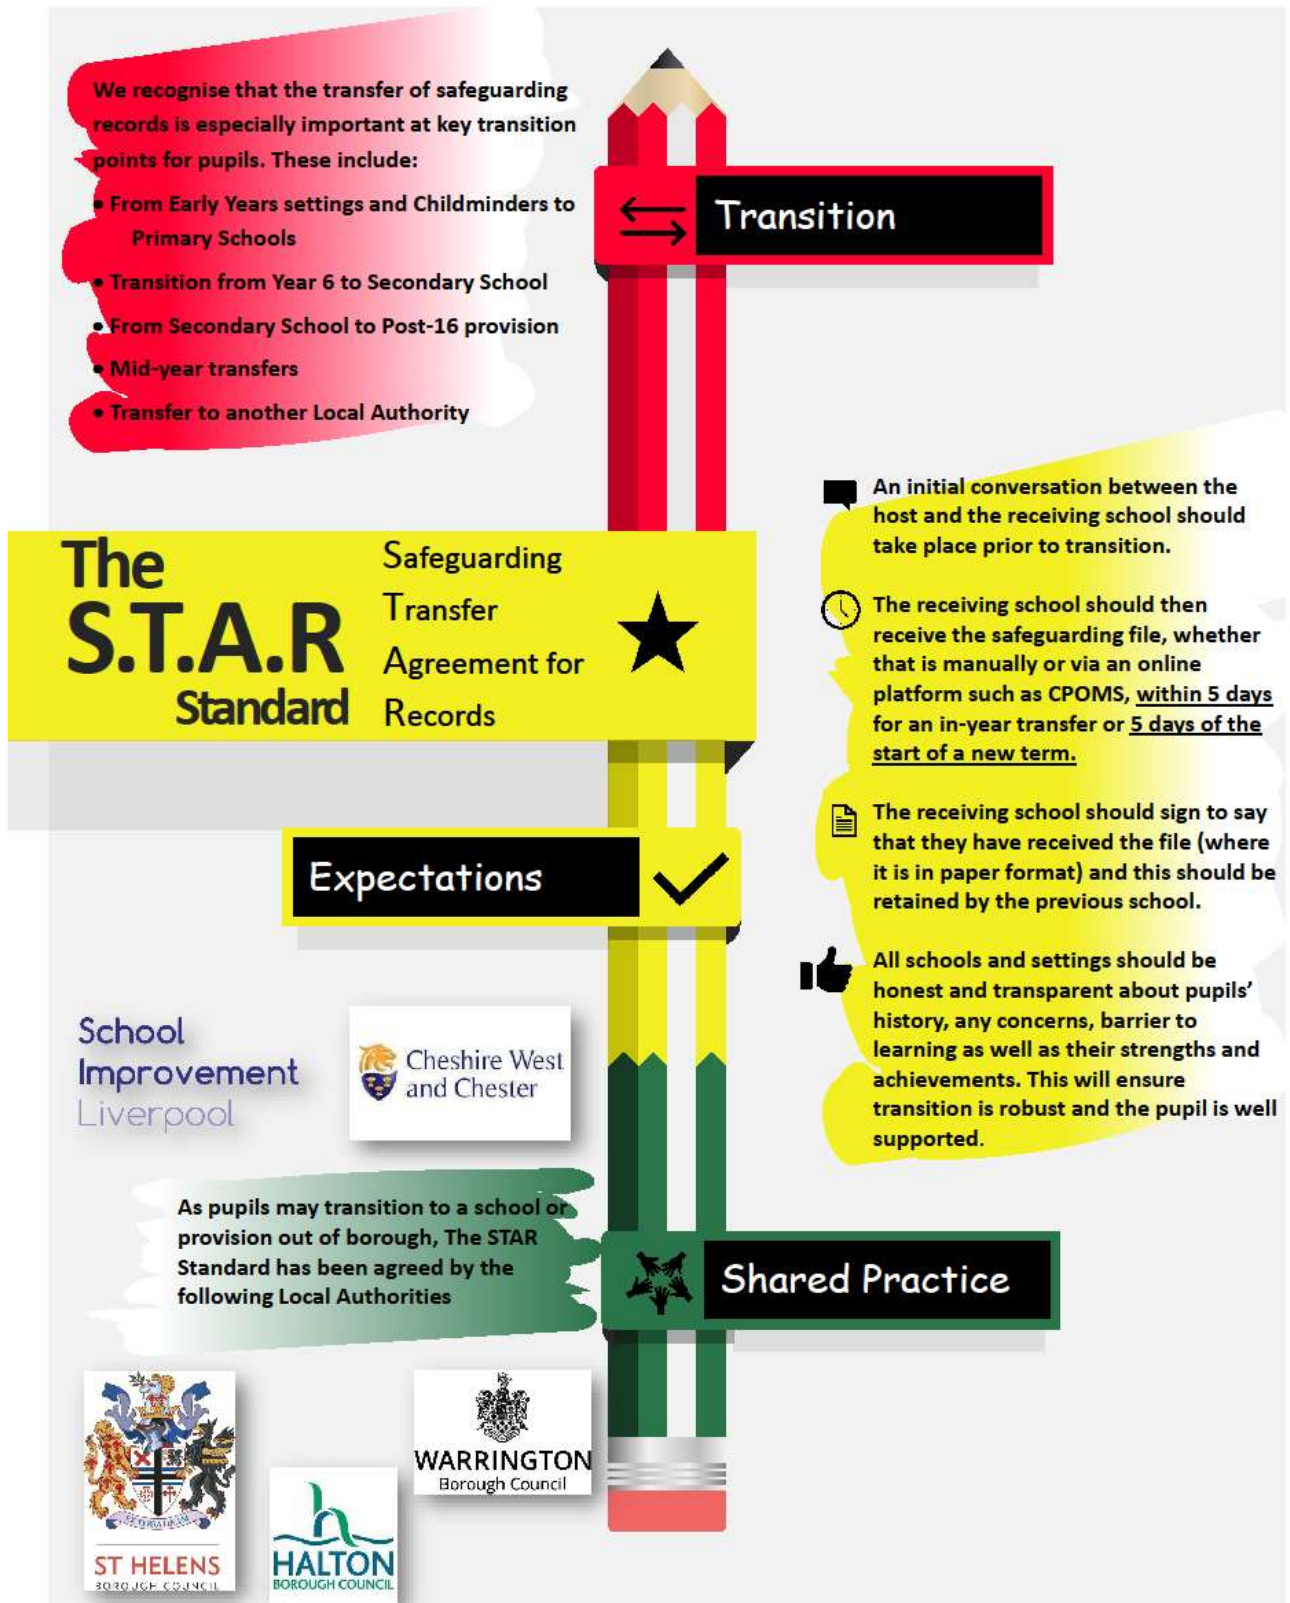 We recognise that the transfer of safeguarding
records is especially important at key transition
points for pupils. These include:
• From Early Years settings and Childminders to
Primary Schools
• Transition from Year 6 to Secondary School
• From Secondary School to Post-16 provision
• Mid-year transfers
• Transfer to another Local Authority
Transition
The
S.T.A.R
Standard
Safeguarding
Transfer
Agreement for
Records
An initial conversation between the
host and the receiving school should
take place prior to transition.
The receiving school should then
receive the safeguarding file, whether
that is manually or via an online
platform such as CPOMS, within 5 days
for an in-year transfer or 5 days of the
start of a new term.
The receiving school should sign to say
that they have received the file (where
it is in paper format) and this should be
retained by the previous school.
All schools and settings should be
honest and transparent about pupils’
history, any concerns, barrier to
learning as well as their strengths and
achievements. This will ensure
transition is robust and the pupil is well
supported.
Expectations
School
Improvement
Liverpool
Cheshire West
and Chester
As pupils may transition to a school or
provision out of borough, The STAR
Standard has been agreed by the
following Local Authorities
Shared Practice
ST HELENS
BOROUGH COUNCIL
HALTON
BOROUGH COUNCIL
WARRINGTON
Borough Council